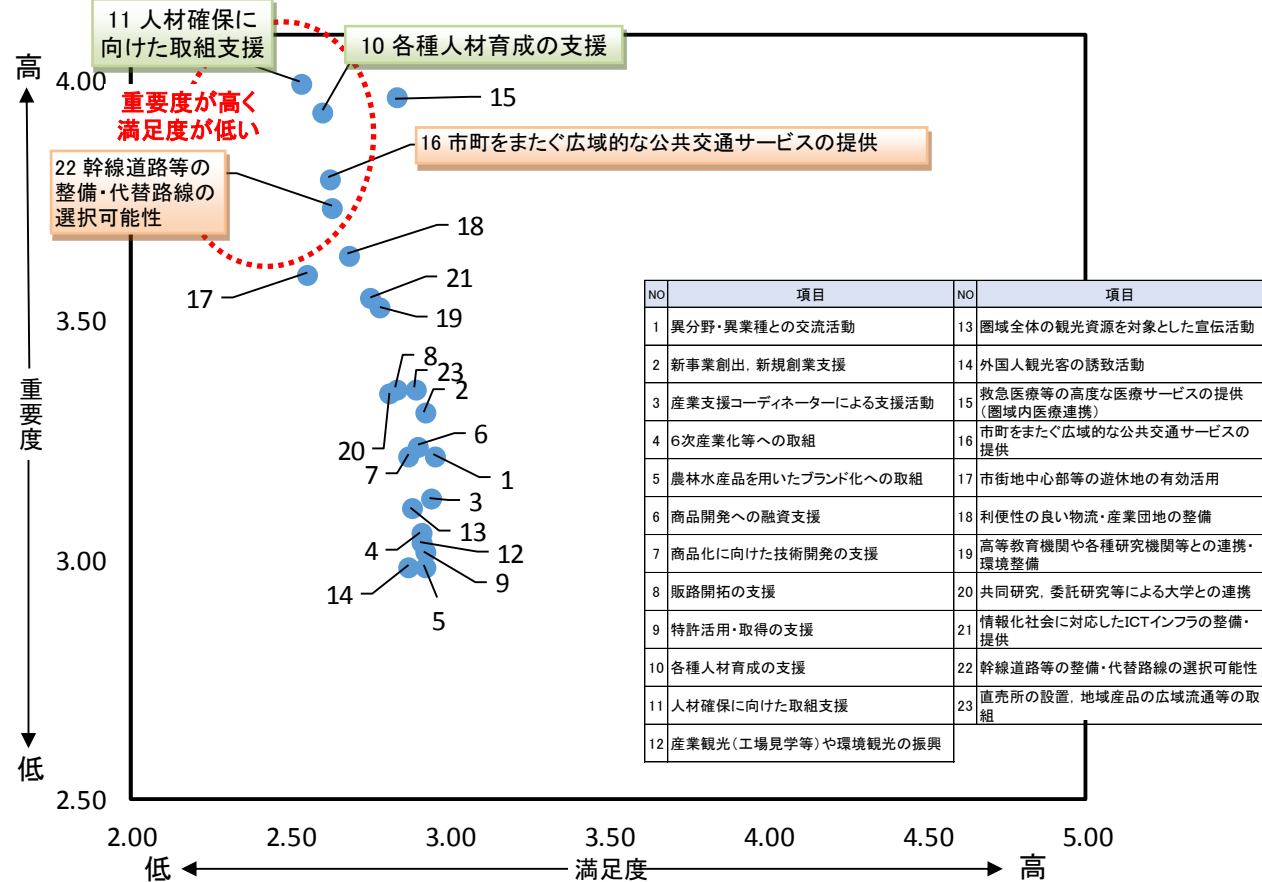 11 人材確保に
向けた取組支援
10 各種人材育成の支援
高
4.00
重要度が高く
満足度が低い
15
16 市町をまたぐ広域的な公共交通サービスの提供
22 幹線道路等の
整備・代替路線の
選択可能性
18
17
21
19
3.50
8
23
2
20
6
7
1
3
13
4
12
9
14
5
3.00
重要度
低
2.50
2.00
2.50
3.00
3.50
4.00
4.50
5.00
低
満足度
高
NO 項目 NO 項目
1 異分野・異業種との交流活動 13 圏域全体の観光資源を対象とした宣伝活動
2 新事業創出，新規創業支援 14 外国人観光客の誘致活動
3 産業支援コーディネーターによる支援活動 15 救急医療等の高度な医療サービスの提供
（圏域内医療連携）
4 6次産業化等への取組 16 市町をまたぐ広域的な公共交通サービスの
提供
5 農林水産品を用いたブランド化への取組 17 市街地中心部等の遊休地の有効活用
6 商品開発への融資支援 18 利便性の良い物流・産業団地の整備
7 商品化に向けた技術開発の支援 19 高等教育機関や各種研究機関等との連携・
環境整備
8 販路開拓の支援 20 共同研究，委託研究等による大学との連携
9 特許活用・取得の支援 21 情報化社会に対応したICTインフラの整備・
提供
10 各種人材育成の支援 22 幹線道路等の整備・代替路線の選択可能性
11 人材確保に向けた取組支援 23 直売所の設置，地域産品の広域流通等の取
組
12 産業観光（工場見学等）や環境観光の振興